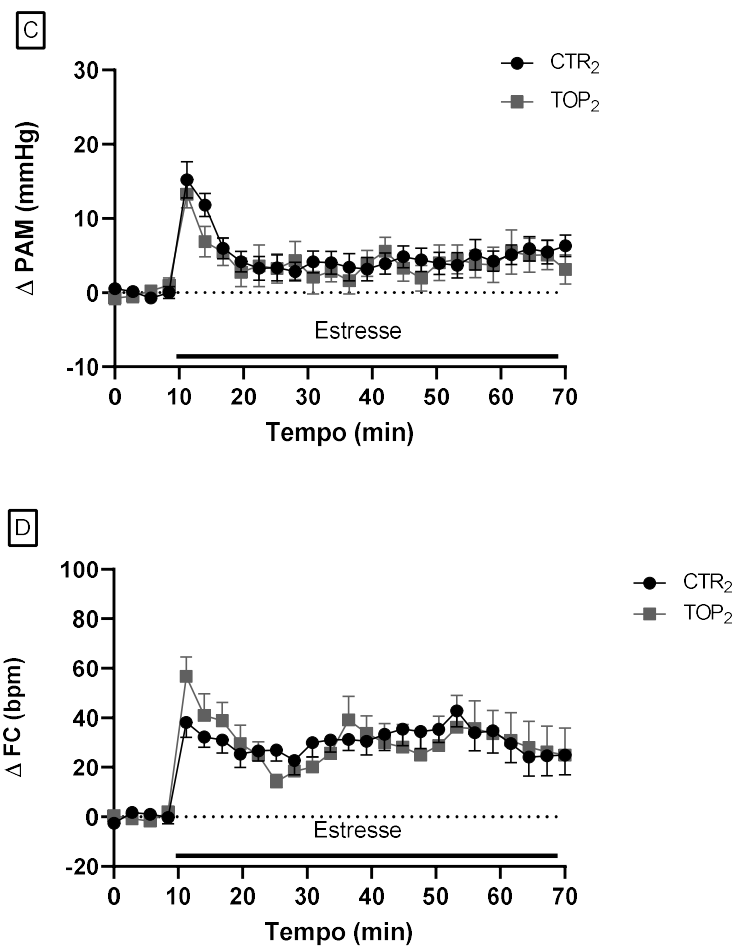 C
CTR₂
TOP₂
Δ PAM (mmHg)
30
20
10
0
-10
Estresse
0 10 20 30 40 50 60 70
Tempo (min)
D
CTR₂
TOP₂
Δ FC (bpm)
100
80
60
40
20
0
-20
Estresse
0 10 20 30 40 50 60 70
Tempo (min)